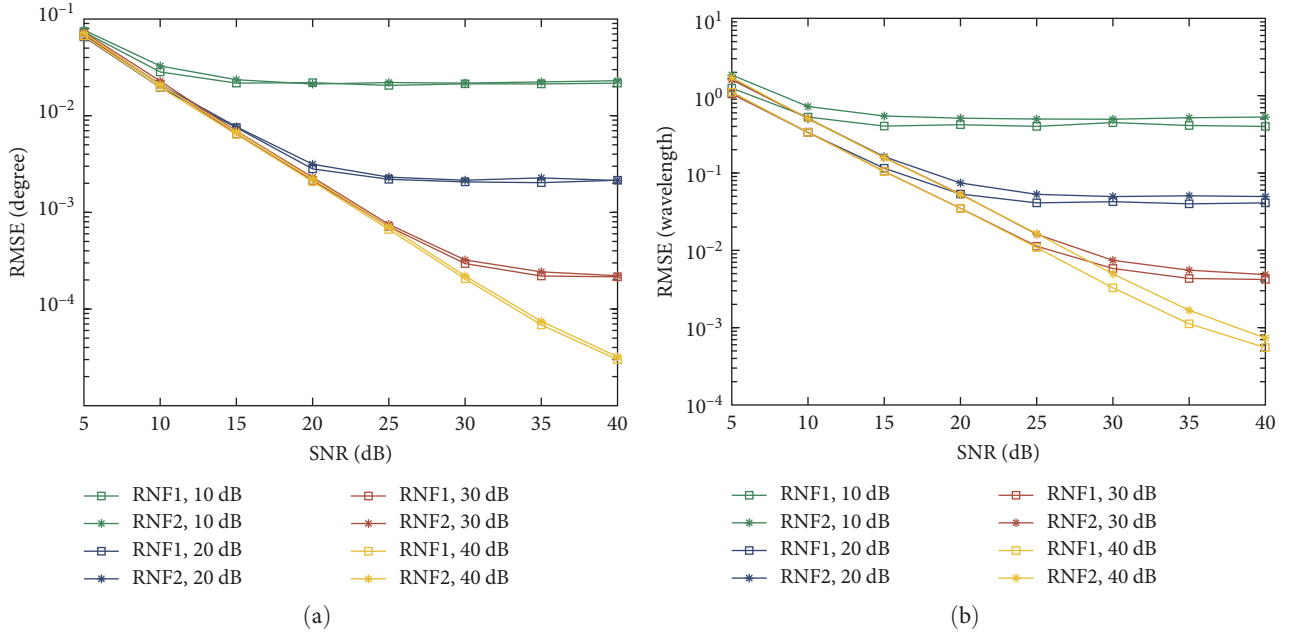 10⁻¹
10⁻²
10⁻³
10⁻⁴
RMSE (degree)
5 10 15 20 25 30 35 40
SNR (dB)
RNF1, 10 dB
RNF2, 10 dB
RNF1, 20 dB
RNF2, 20 dB
RNF1, 30 dB
RNF2, 30 dB
RNF1, 40 dB
RNF2, 40 dB
(a)
10¹
10⁰
10⁻¹
10⁻²
10⁻³
10⁻⁴
RMSE (wavelength)
5 10 15 20 25 30 35 40
SNR (dB)
RNF1, 10 dB
RNF2, 10 dB
RNF1, 20 dB
RNF2, 20 dB
RNF1, 30 dB
RNF2, 30 dB
RNF1, 40 dB
RNF2, 40 dB
(b)